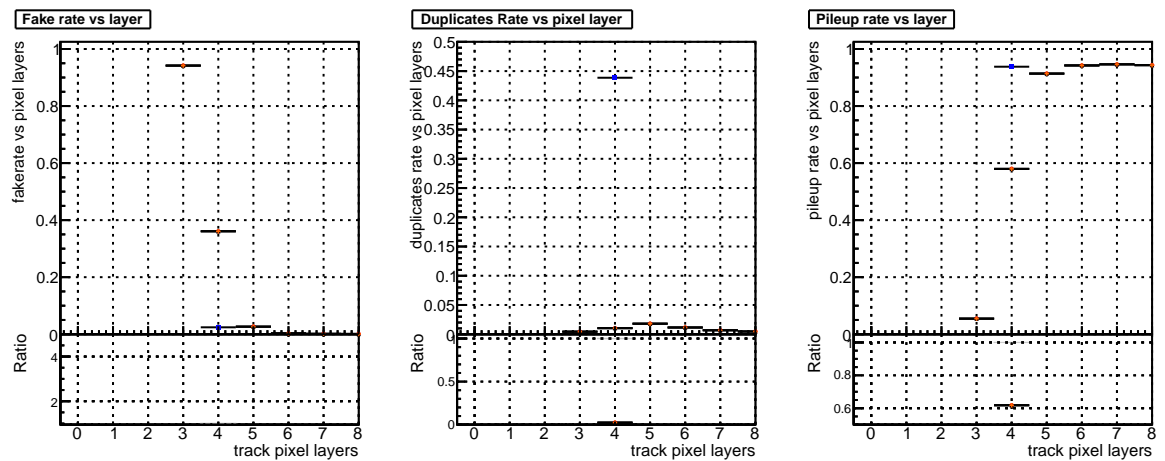 Fake rate vs layer
fakerate vs pixel layers
1
0.8
0.6
0.4
0.2
0
Ratio
4
2
0 1 2 3 4 5 6 7 8
track pixel layers
Duplicates Rate vs pixel layer
duplicates rate vs pixel layers
0.5
0.45
0.4
0.35
0.3
0.25
0.2
0.15
0.1
0.05
0
Ratio
1
0.5
0
0 1 2 3 4 5 6 7 8
track pixel layers
Pileup rate vs layer
pileup rate vs pixel layers
1
0.8
0.6
0.4
0.2
0
Ratio
1
0.8
0.6
0 1 2 3 4 5 6 7 8
track pixel layers